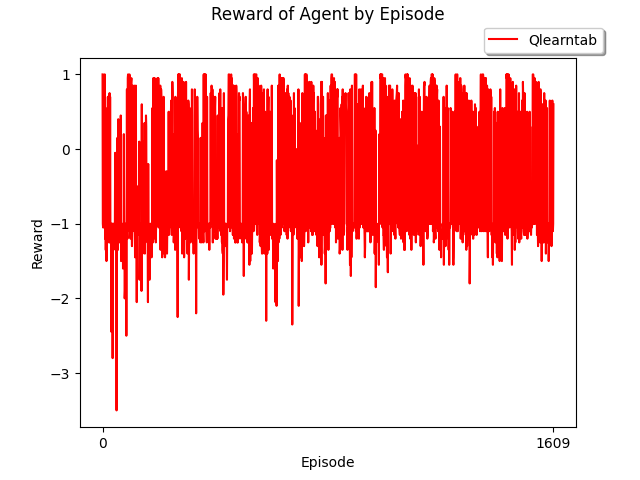 Reward of Agent by Episode
Qlearntab
1
0
−1
−2
−3
Reward
0
1609
Episode